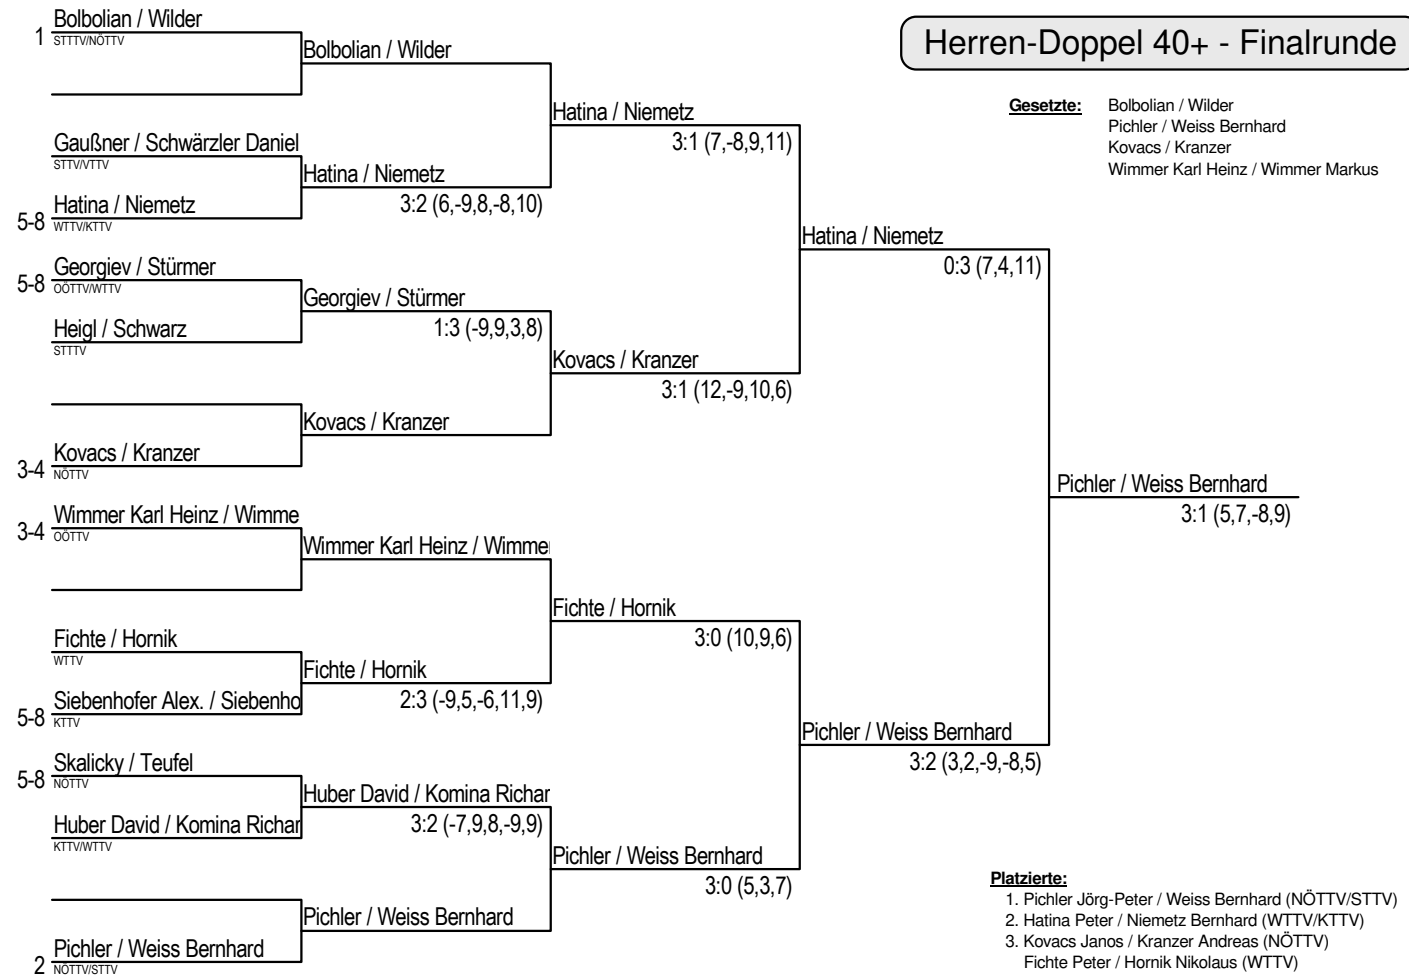 Herren-Doppel 40+ - Finalrunde
Gesetzte: Bolbolian / Wilder
Pichler / Weiss Bernhard
Kovacs / Kranzer
Wimmer Karl Heinz / Wimmer Markus
1 Bolbolian / Wilder
STTTV/NÖTTV
Gaußner / Schwärzler Daniel
STTV/VTTV
5-8 Hatina / Niemetz
WTTV/KTTV
5-8 Georgiev / Stürmer
OÖTTV/WTTV
Heigl / Schwarz
STTTV
3-4 Kovacs / Kranzer
NÖTTV
3-4 Wimmer Karl Heinz / Wimme
OÖTTV
Fichte / Hornik
WTTV
5-8 Siebenhofer Alex. / Siebenho
KTTV
5-8 Skalicky / Teufel
NÖTTV
Huber David / Komina Richar
KTTV/WTTV
2 Pichler / Weiss Bernhard
NÖTTV/STTV
Bolbolian / Wilder
Hatina / Niemetz
3:2 (6,-9,8,-8,10)
Georgiev / Stürmer
1:3 (-9,9,3,8)
Kovacs / Kranzer
Wimmer Karl Heinz / Wimme
Fichte / Hornik
2:3 (-9,5,-6,11,9)
Huber David / Komina Richar
3:2 (-7,9,8,-9,9)
Pichler / Weiss Bernhard
Hatina / Niemetz
3:1 (7,-8,9,11)
Kovacs / Kranzer
3:1 (12,-9,10,6)
Fichte / Hornik
3:0 (10,9,6)
Pichler / Weiss Bernhard
3:0 (5,3,7)
Hatina / Niemetz
0:3 (7,4,11)
Pichler / Weiss Bernhard
3:2 (3,2,-9,-8,5)
Pichler / Weiss Bernhard
3:1 (5,7,-8,9)
Platzierte:
1. Pichler Jörg-Peter / Weiss Bernhard (NÖTTV/STTV)
2. Hatina Peter / Niemetz Bernhard (WTTV/KTTV)
3. Kovacs Janos / Kranzer Andreas (NÖTTV)
Fichte Peter / Hornik Nikolaus (WTTV)